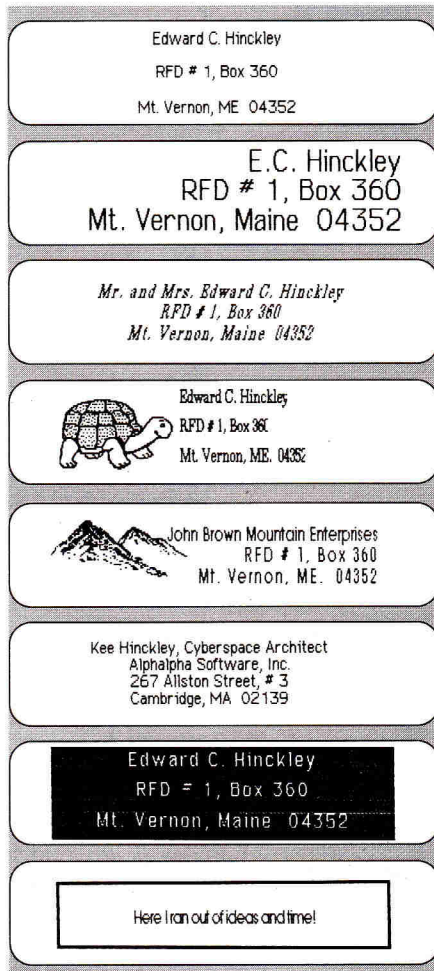 Edward C. Hinckley
RFD # 1, Box 360
Mt. Vernon, ME 04352
E.C. Hinckley
RFD # 1, Box 360
Mt. Vernon, Maine 04352
Mr. and Mrs. Edward C. Hinckley
RFD # 1, Box 360
Mt. Vernon, Maine 04352
Edward C. Hinckley
RFD # 1, Box 360
Mt. Vernon, ME. 04352
John Brown Mountain Enterprises
RFD # 1, Box 360
Mt. Vernon, ME. 04352
Kee Hinckley, Cyberspace Architect
Alphalpha Software, Inc.
267 Allston Street, # 3
Cambridge, MA 02139
Edward C. Hinckley
RFD # 1, Box 360
Mt. Vernon, Maine 04352
Here I ran out of ideas and time!